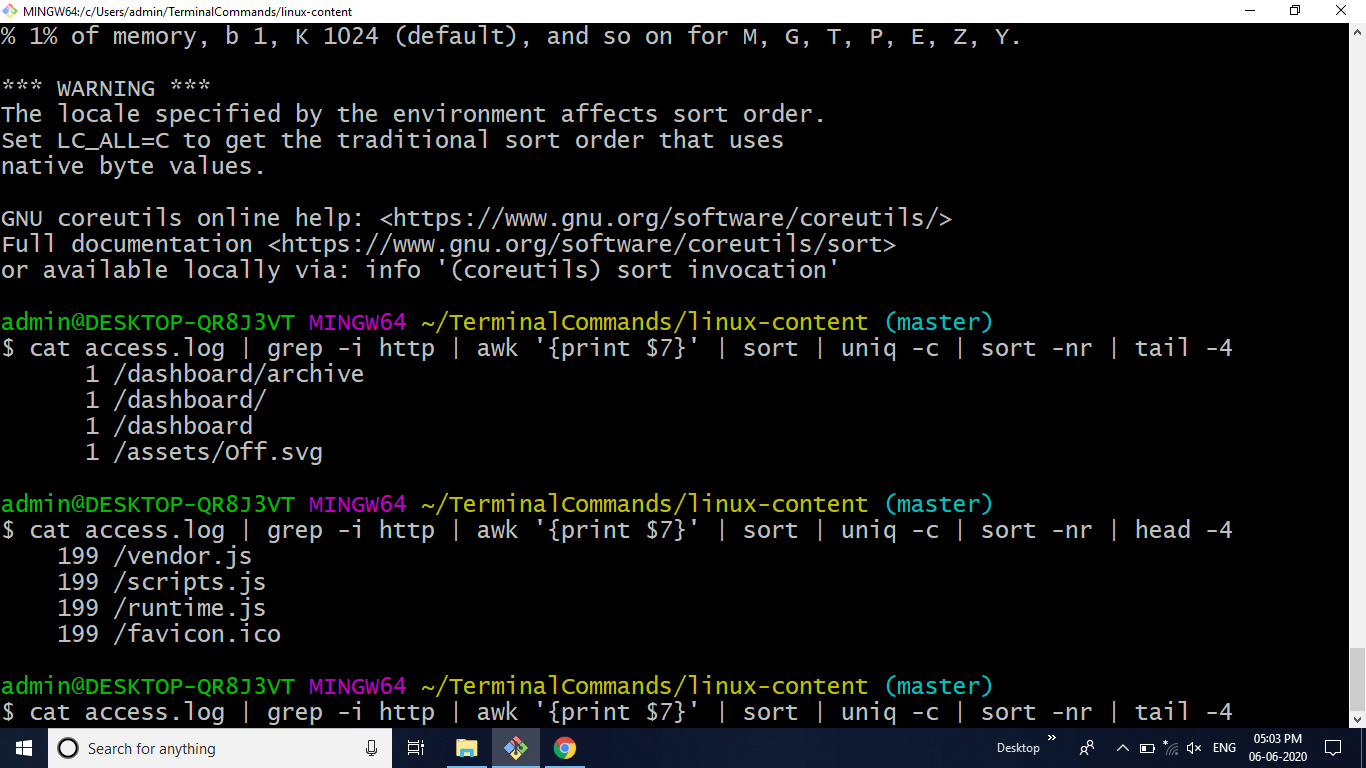 MINGW64:/c/Users/admin/TerminalCommands/linux-content
% 1% of memory, b 1, K 1024 (default), and so on for M, G, T, P, E, Z, Y.
*** WARNING ***
The locale specified by the environment affects sort order.
Set LC_ALL=C to get the traditional sort order that uses
native byte values.
GNU coreutils online help: <https://www.gnu.org/software/coreutils/>
Full documentation <https://www.gnu.org/software/coreutils/sort>
or available locally via: info '(coreutils) sort invocation'
admin@DESKTOP-QR8J3VT MINGW64 ~/TerminalCommands/linux-content (master)
$ cat access.log | grep -i http | awk '{print $7}' | sort | uniq -c | sort -nr | tail -4
1 /dashboard/archive
1 /dashboard/
1 /dashboard
1 /assets/Off.svg
admin@DESKTOP-QR8J3VT MINGW64 ~/TerminalCommands/linux-content (master)
$ cat access.log | grep -i http | awk '{print $7}' | sort | uniq -c | sort -nr | head -4
199 /vendor.js
199 /scripts.js
199 /runtime.js
199 /favicon.ico
admin@DESKTOP-QR8J3VT MINGW64 ~/TerminalCommands/linux-content (master)
$ cat access.log | grep -i http | awk '{print $7}' | sort | uniq -c | sort -nr | tail -4
Search for anything
Desktop
ENG
05:03 PM
06-06-2020